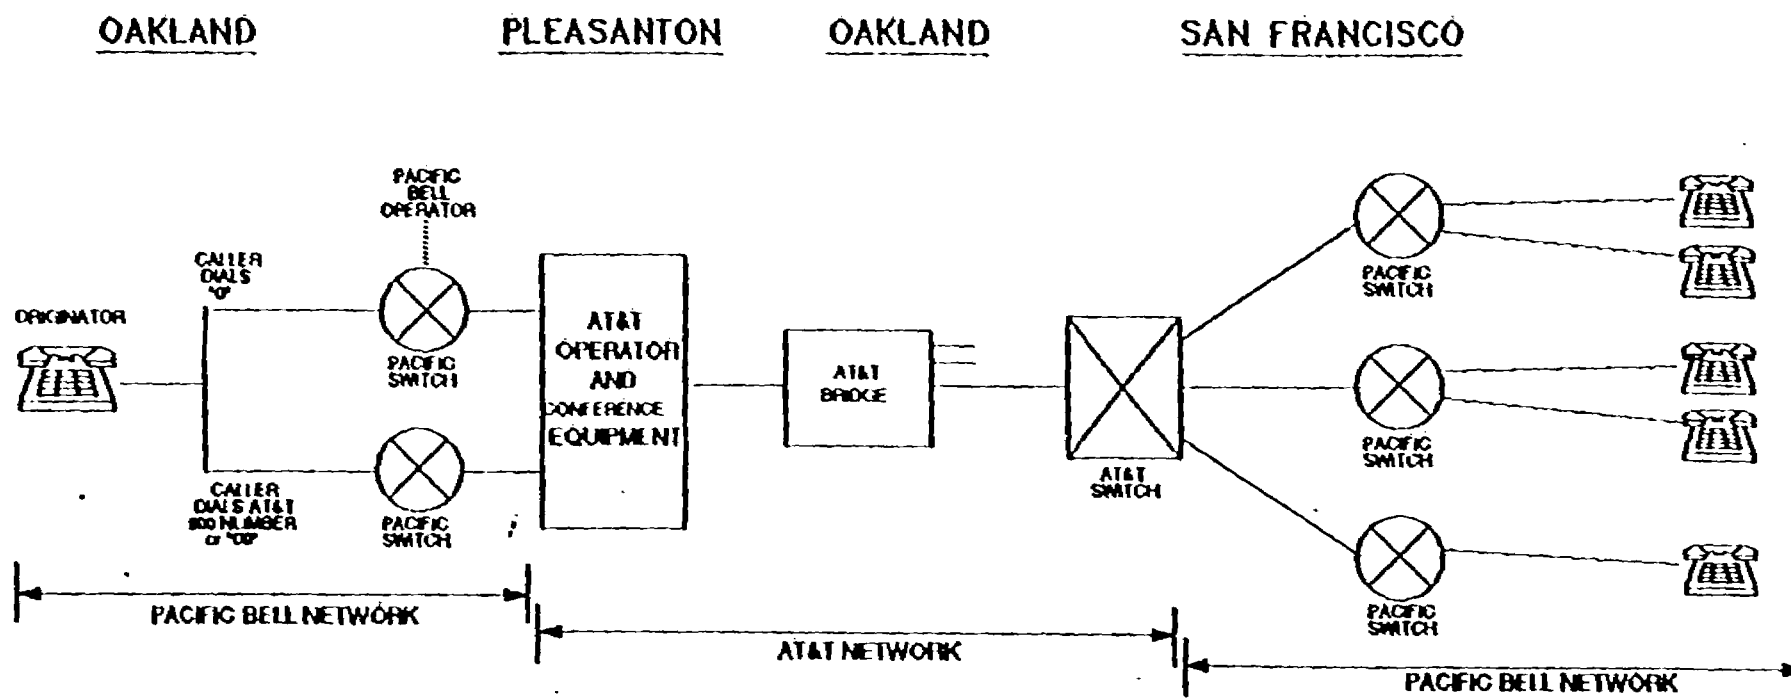 OAKLAND
PLEASANTON
OAKLAND
SAN FRANCISCO
PACIFIC
BELL
OPERATOR
CALLER
DIALS
"0"
ORIGINATOR
PACIFIC
SWITCH
CALLER
DIALS AT&T
800 NUMBER
or "00"
PACIFIC
SWITCH
AT&T
OPERATOR
AND
CONFERENCE
EQUIPMENT
AT&T
BRIDGE
AT&T
SWITCH
PACIFIC
SWITCH
PACIFIC
SWITCH
PACIFIC
SWITCH
PACIFIC BELL NETWORK
AT&T NETWORK
PACIFIC BELL NETWORK